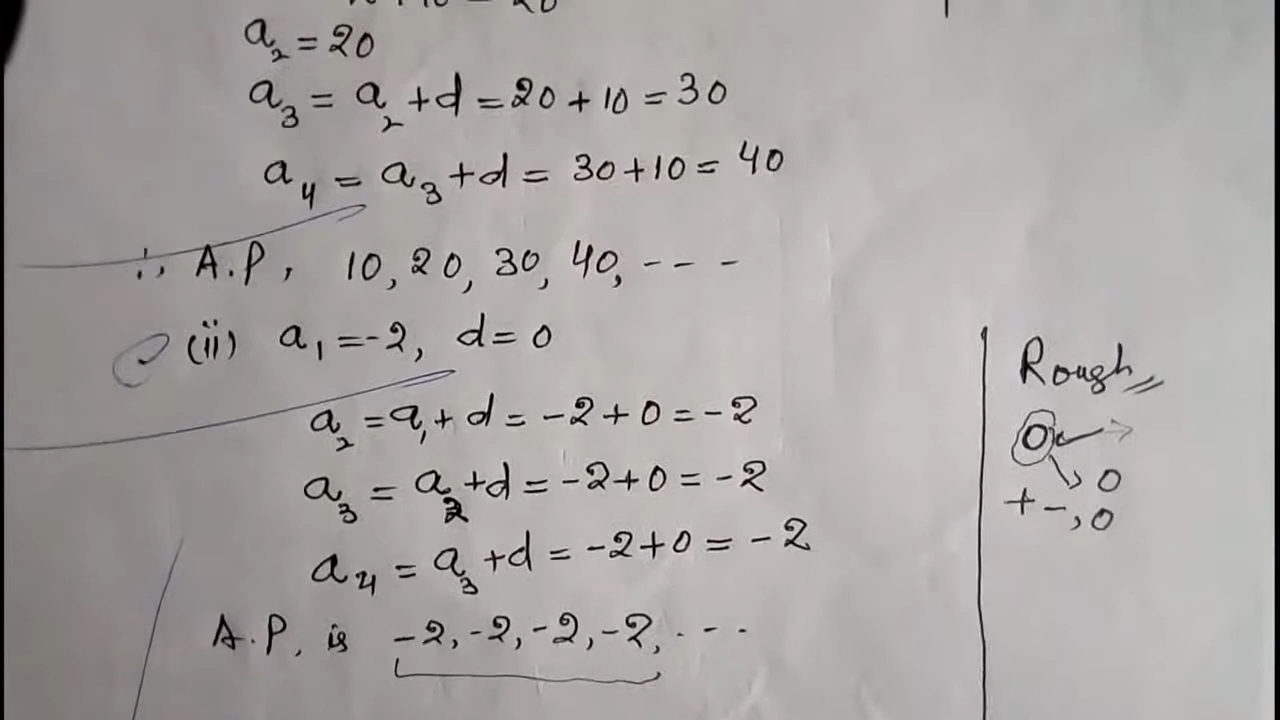 a₂ = 20
a₃ = a₂ + d = 20 + 10 = 30
a₄ = a₃ + d = 30 + 10 = 40
∴, A.P, 10, 20, 30, 40, - - -
(ii) a₁ = -2, d = 0
a₂ = a₁ + d = -2 + 0 = -2
a₃ = a₂ + d = -2 + 0 = -2
a₄ = a₃ + d = -2 + 0 = -2
A.P, is -2, -2, -2, -2, . - -
Rough
0
0
+ -, 0